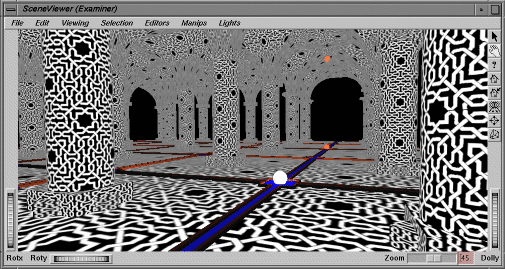 SceneViewer (Examiner)
File Edit Viewing Selection Editors Manips Lights
?
Rotx Roty Zoom 45 Dolly